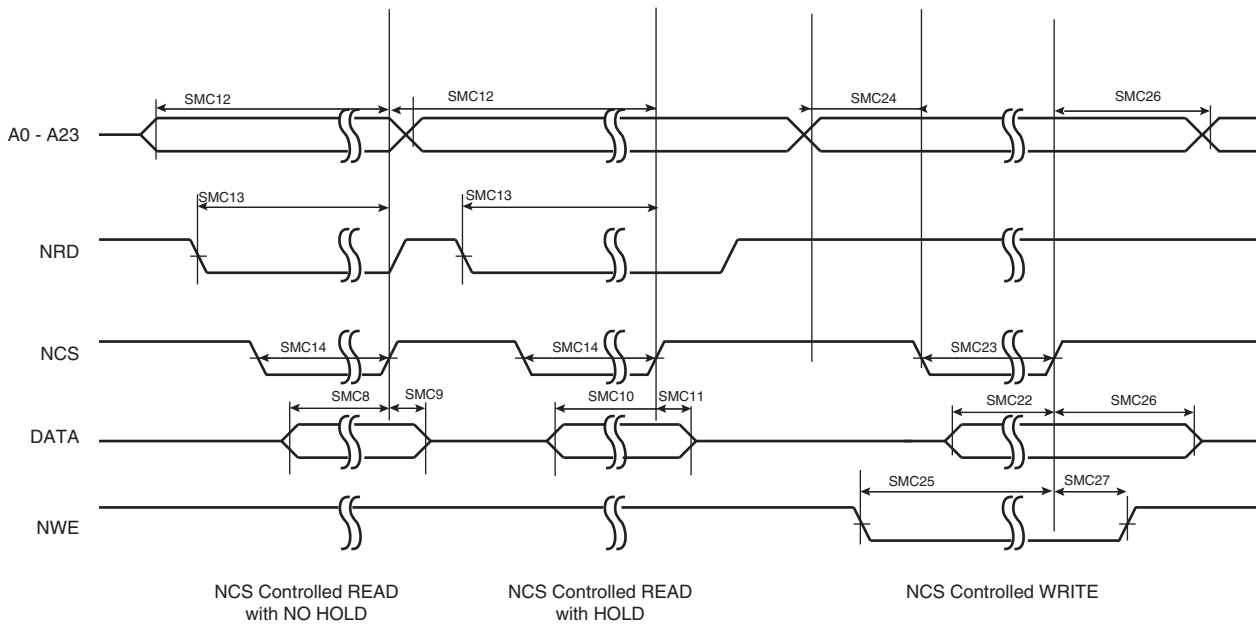 SMC12
SMC12
SMC24
SMC26
A0 - A23
SMC13
SMC13
NRD
NCS
SMC14
SMC14
SMC23
SMC8
SMC9
SMC10
SMC11
SMC22
SMC26
DATA
SMC25
SMC27
NWE
NCS Controlled READ
with NO HOLD
NCS Controlled READ
with HOLD
NCS Controlled WRITE